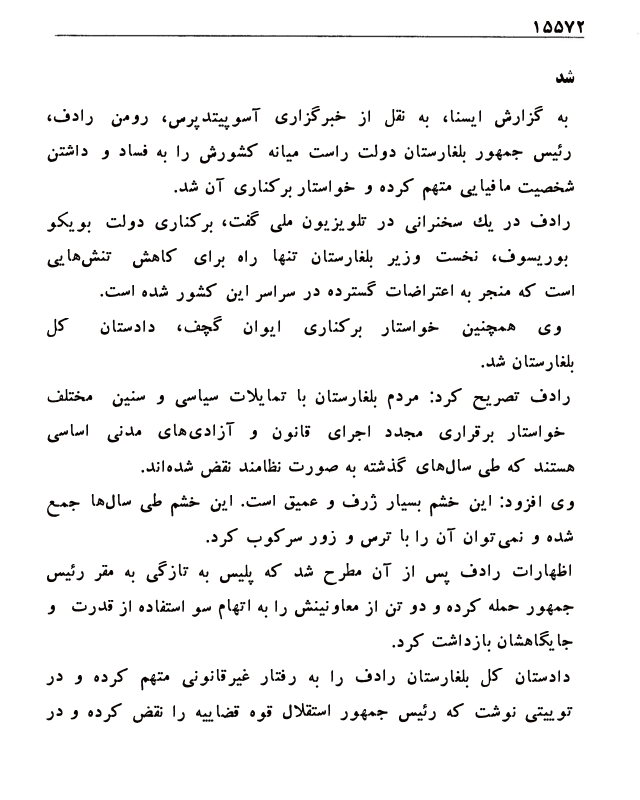 ۱۵۵۷۲
شد
به گزارش ایسنا، به نقل از خبرگزاری آسوییتدپرس، رومن رادف،
رئیس جمهور بلغارستان دولت راست میانه کشورش را به فساد و داشتن
شخصیت مافیایی متهم کرده و خواستار برکناری آن شد.
رادف در یك سخنرانی در تلویزیون ملی گفت، برکناری دولت بویکو
بوریسوف، نخست وزیر بلغارستان تنها راه برای کاهش تنش‌هایی
است که منجر به اعتراضات گسترده در سراسر این کشور شده است.
وی همچنین خواستار برکناری ایوان گچف، دادستان کل
بلغارستان شد.
رادف تصریح کرد: مردم بلغارستان با تمایلات سیاسی و سنین مختلف
خواستار برقراری مجدد اجرای قانون و آزادی‌های مدنی اساسی
هستند که طی سال‌های گذشته به صورت نظامند نقض شده‌اند.
وی افزود: این خشم بسیار ژرف و عمیق است. این خشم طی سال‌ها جمع
شده و نمی‌توان آن را با ترس و زور سرکوب کرد.
اظهارات رادف پس از آن مطرح شد که پلیس به تازگی به مقر رئیس
جمهور حمله کرده و دو تن از معاونینش را به اتهام سو استفاده از قدرت و
جایگاهشان بازداشت کرد.
دادستان کل بلغارستان رادف را به رفتار غیرقانونی متهم کرده و در
توییتی نوشت که رئیس جمهور استقلال قوه قضاییه را نقض کرده و در